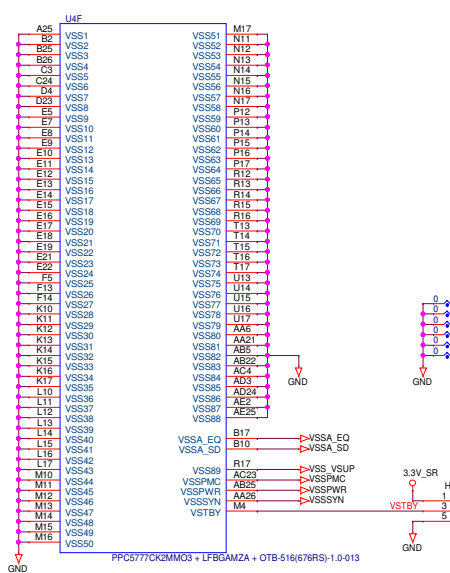 U4F
A25 VSS1 VSS51 M17
B2 VSS2 VSS52 N11
B25 VSS3 VSS53 N12
B26 VSS4 VSS54 N13
C3 VSS5 VSS55 N14
C24 VSS6 VSS56 N15
D4 VSS7 VSS57 N16
D23 VSS8 VSS58 N17
E5 VSS9 VSS59 P12
E7 VSS10 VSS60 P13
E8 VSS11 VSS61 P14
E9 VSS12 VSS62 P15
E10 VSS13 VSS63 P16
E11 VSS14 VSS64 P17
E12 VSS15 VSS65 R12
E13 VSS16 VSS66 R13
E14 VSS17 VSS67 R14
E15 VSS18 VSS68 R15
E16 VSS19 VSS69 R16
E17 VSS20 VSS70 T13
E18 VSS21 VSS71 T14
E19 VSS22 VSS72 T15
E21 VSS23 VSS73 T16
E22 VSS24 VSS74 T17
F5 VSS25 VSS75 U13
F13 VSS26 VSS76 U14
F14 VSS27 VSS77 U15
K10 VSS28 VSS78 U16
K11 VSS29 VSS79 U17
K12 VSS30 VSS80 AA6
K13 VSS31 VSS81 AA21
K14 VSS32 VSS82 AB5
K15 VSS33 VSS83 AB22
K16 VSS34 VSS84 AC4
K17 VSS35 VSS85 AD3
L10 VSS36 VSS86 AD24
L11 VSS37 VSS87 AE2
L12 VSS38 VSS88 AE25
L13 VSS39
L14 VSS40 VSSA_EQ B17 VSSA_EQ
L15 VSS41 VSSA_SD B10 VSSA_SD
L16 VSS42
L17 VSS43 VSS89 R17 VSS_VSUP
M10 VSS44 VSSPMC AC23 VSSPMC
M11 VSS45 VSSPWR AB25 VSSPWR
M12 VSS46 VSSSYN AA26 VSSSYN
M13 VSS47 VSTBY M4
M14 VSS48
M15 VSS49
M16 VSS50
GND
PPC5777CK2MMO3 + LFBGAMZA + OTB-516(676RS)-1.0-013
GND
0
0
0
0
0
0
GND
3.3V_SR
H
1
VSTBY 3
5
GND